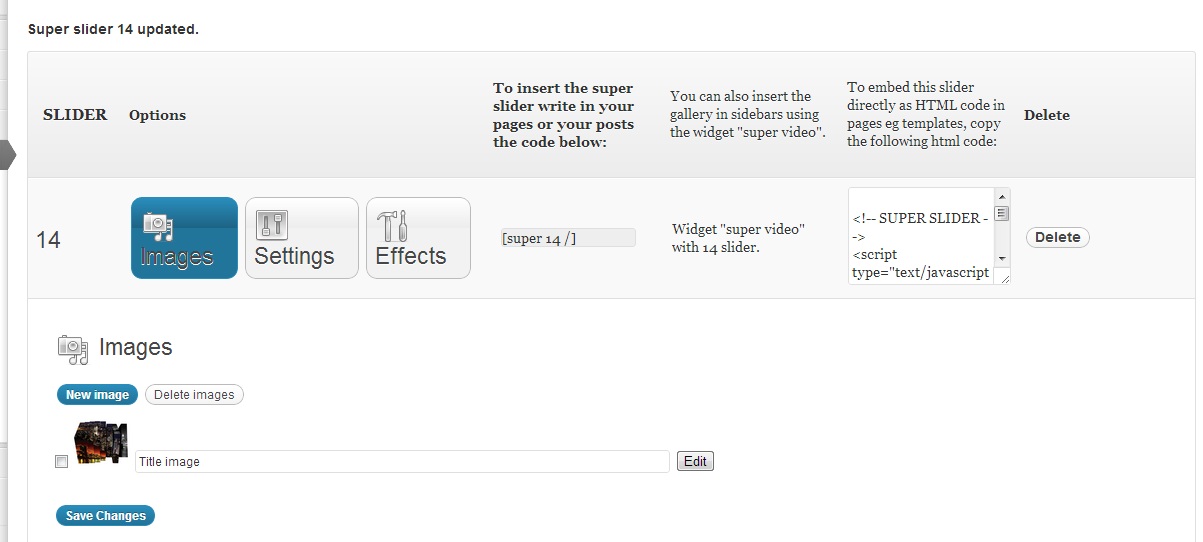 Super slider 14 updated.
SLIDER
Options
To insert the super
slider write in your
pages or your posts
the code below:
You can also insert the
gallery in sidebars using
the widget "super video".
To embed this slider
directly as HTML code in
pages eg templates, copy
the following html code:
Delete
14
Images
Settings
Effects
[super 14 /]
Widget "super video"
with 14 slider.
<!-- SUPER SLIDER -
->
<script
type="text/javascript
Delete
Images
New image
Delete images
Title image
Edit
Save Changes